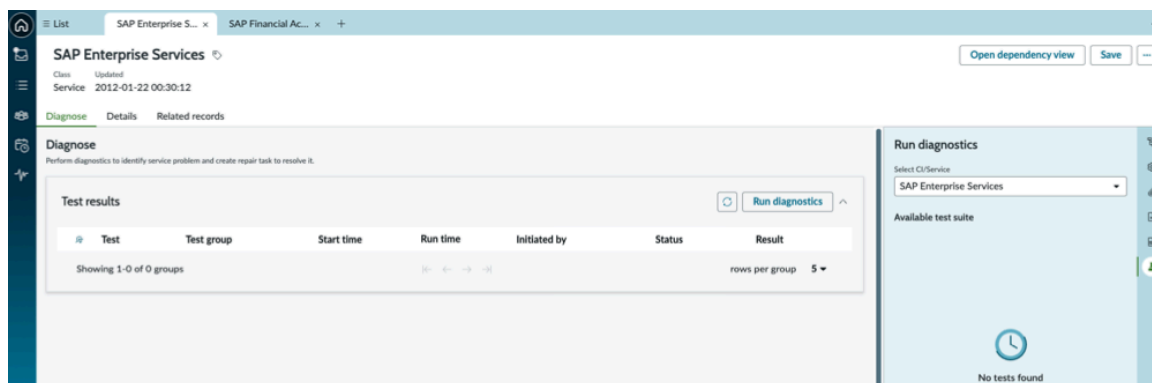 List
SAP Enterprise S... ×
SAP Financial Ac... × +
SAP Enterprise Services
Open dependency view
Save
Class Updated
Service 2012-01-22 00:30:12
Diagnose Details Related records
Diagnose
Perform diagnostics to identify service problem and create repair task to resolve it.
Test results
Run diagnostics
Test Test group Start time Run time Initiated by Status Result
Showing 1-0 of 0 groups
rows per group 5
Run diagnostics
Select CI/Service
SAP Enterprise Services
Available test suite
No tests found